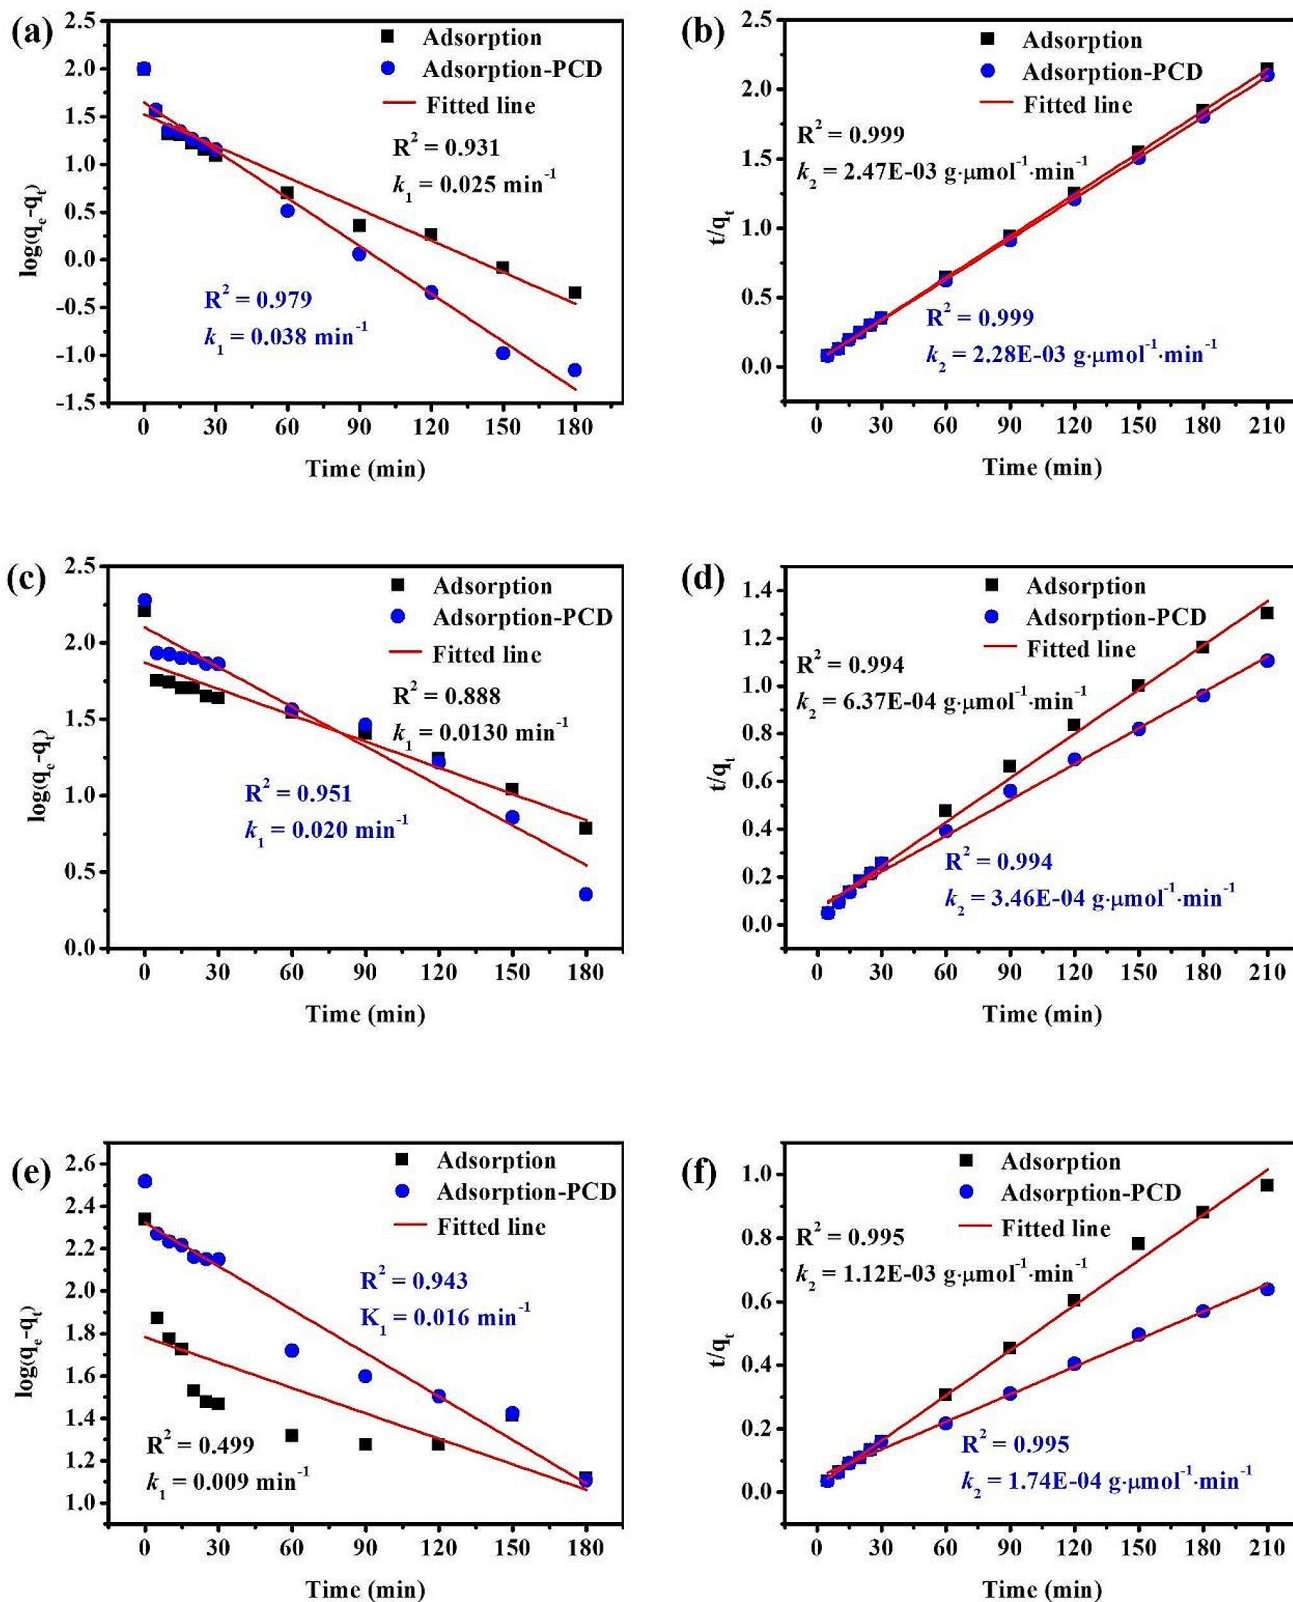 (a)
2.5
2.0
1.5
1.0
0.5
0.0
-0.5
-1.0
-1.5
log(qe-qt)
Adsorption
Adsorption-PCD
Fitted line
R² = 0.931
k₁ = 0.025 min⁻¹
R² = 0.979
k₁ = 0.038 min⁻¹
0 30 60 90 120 150 180
Time (min)
(b)
2.5
2.0
1.5
1.0
0.5
0.0
t/qt
Adsorption
Adsorption-PCD
Fitted line
R² = 0.999
k₂ = 2.47E-03 g·μmol⁻¹·min⁻¹
R² = 0.999
k₂ = 2.28E-03 g·μmol⁻¹·min⁻¹
0 30 60 90 120 150 180 210
Time (min)
(c)
2.5
2.0
1.5
1.0
0.5
0.0
log(qe-qt)
Adsorption
Adsorption-PCD
Fitted line
R² = 0.888
k₁ = 0.0130 min⁻¹
R² = 0.951
k₁ = 0.020 min⁻¹
0 30 60 90 120 150 180
Time (min)
(d)
1.4
1.2
1.0
0.8
0.6
0.4
0.2
0.0
t/qt
Adsorption
Adsorption-PCD
Fitted line
R² = 0.994
k₂ = 6.37E-04 g·μmol⁻¹·min⁻¹
R² = 0.994
k₂ = 3.46E-04 g·μmol⁻¹·min⁻¹
0 30 60 90 120 150 180 210
Time (min)
(e)
2.6
2.4
2.2
2.0
1.8
1.6
1.4
1.2
1.0
log(qe-qt)
Adsorption
Adsorption-PCD
Fitted line
R² = 0.943
K₁ = 0.016 min⁻¹
R² = 0.499
k₁ = 0.009 min⁻¹
0 30 60 90 120 150 180
Time (min)
(f)
1.0
0.8
0.6
0.4
0.2
0.0
t/qt
Adsorption
Adsorption-PCD
Fitted line
R² = 0.995
k₂ = 1.12E-03 g·μmol⁻¹·min⁻¹
R² = 0.995
k₂ = 1.74E-04 g·μmol⁻¹·min⁻¹
0 30 60 90 120 150 180 210
Time (min)